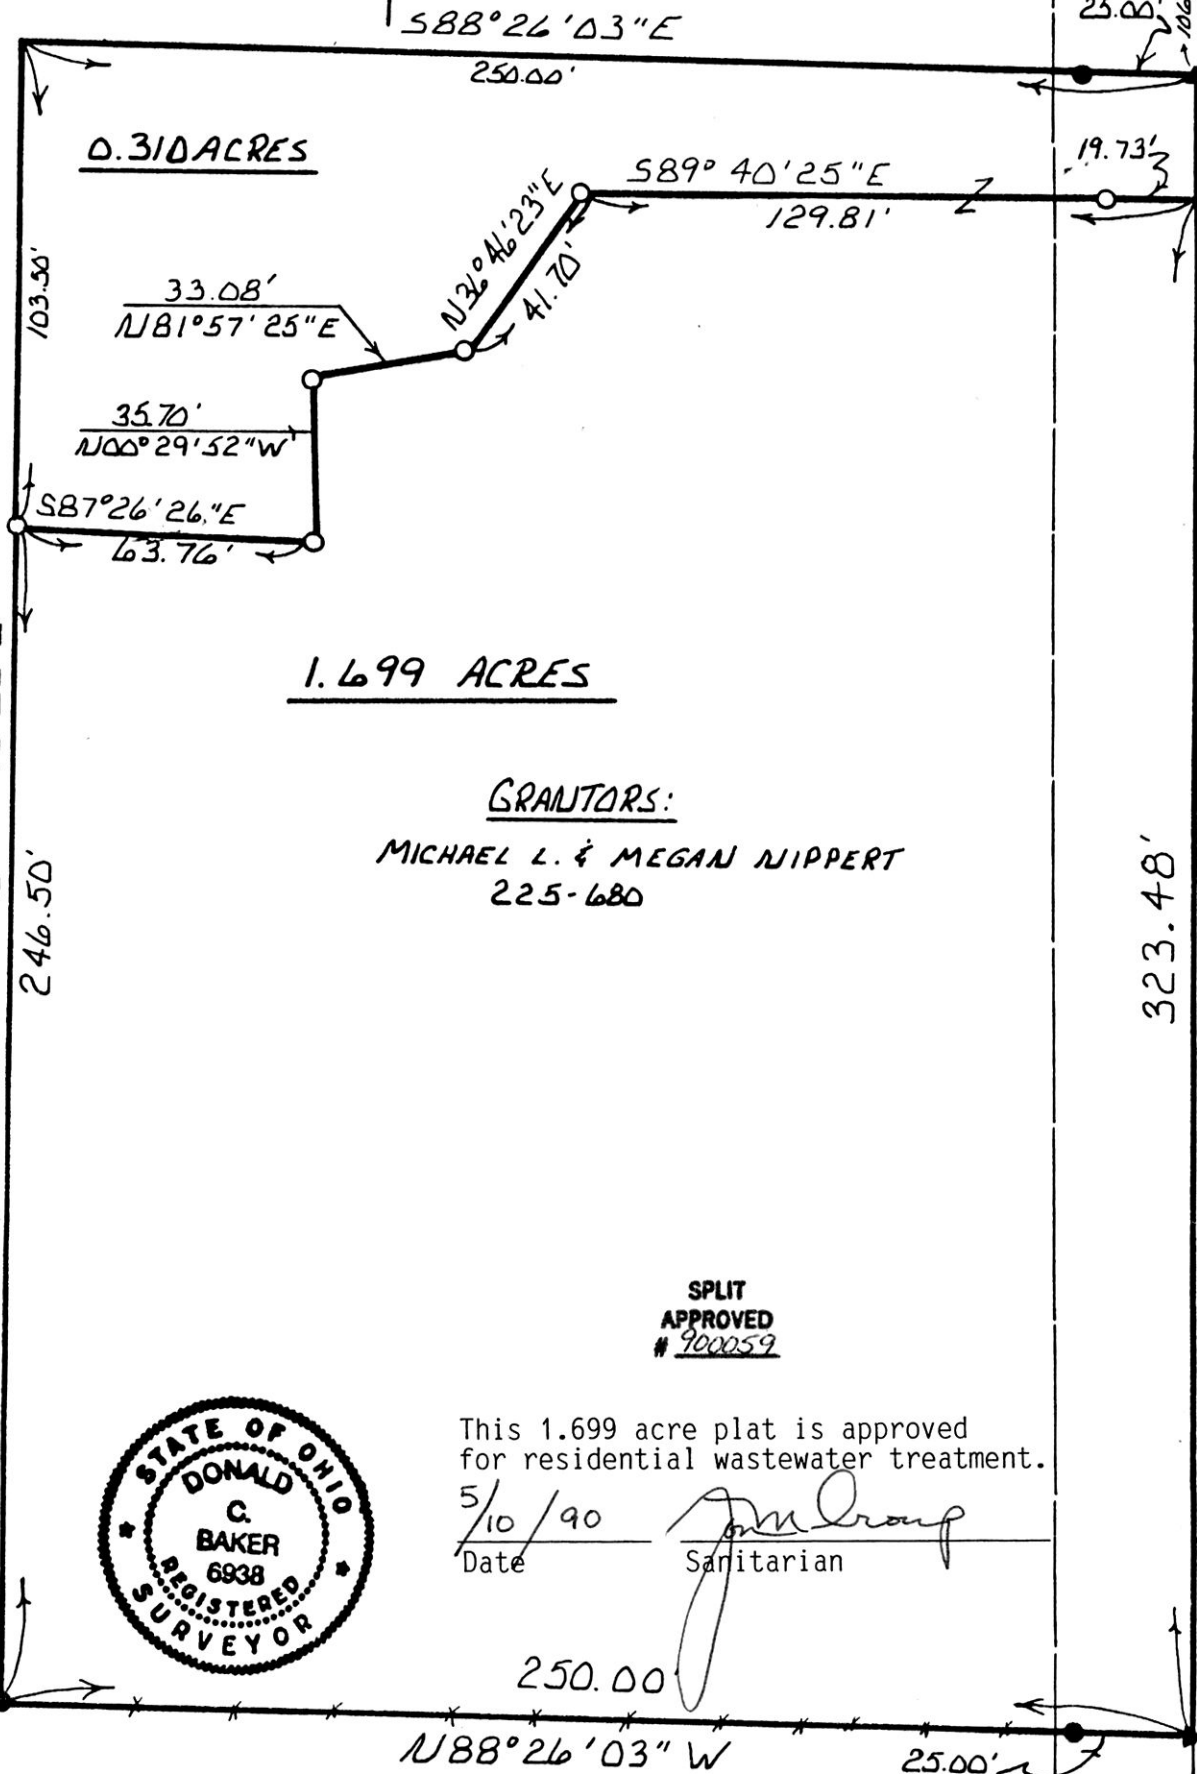 S88°26'03"E
25.00'
250.00'
0.310 ACRES
S89°40'25"E
19.73'
129.81'
N36°46'23"E
41.70'
103.50'
33.08'
N81°57'25"E
35.70'
N00°29'52"W
S87°26'26"E
63.76'
1.699 ACRES
GRANTORS:
MICHAEL L. & MEGAN NIPPERT
225-680
246.50'
323.48'
SPLIT
APPROVED
# 900059
STATE OF OHIO
DONALD
C.
BAKER
6938
REGISTERED
SURVEYOR
This 1.699 acre plat is approved
for residential wastewater treatment.
5/10/90
Date
Sanitarian
250.00'
N88°26'03" W
25.00'